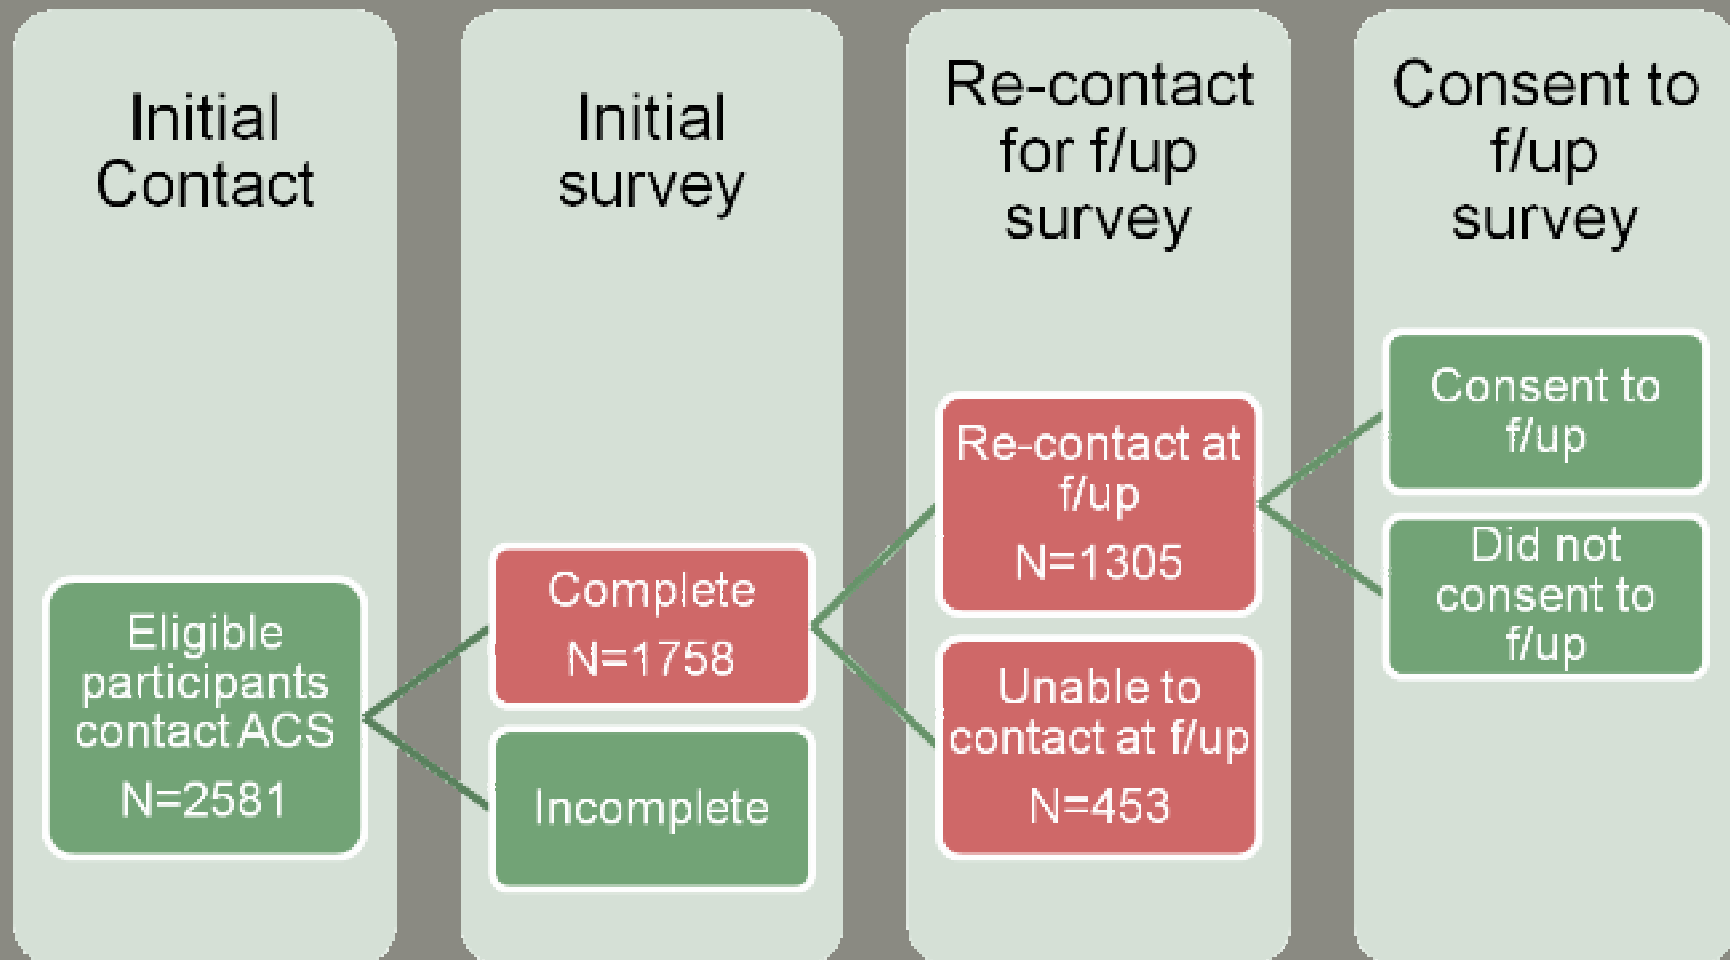 Initial
Contact
Eligible
participants
contact ACS
N=2581
Initial
survey
Complete
N=1758
Incomplete
Re-contact
for f/up
survey
Re-contact at
f/up
N=1305
Unable to
contact at f/up
N=453
Consent to
f/up
survey
Consent to
f/up
Did not
consent to
f/up